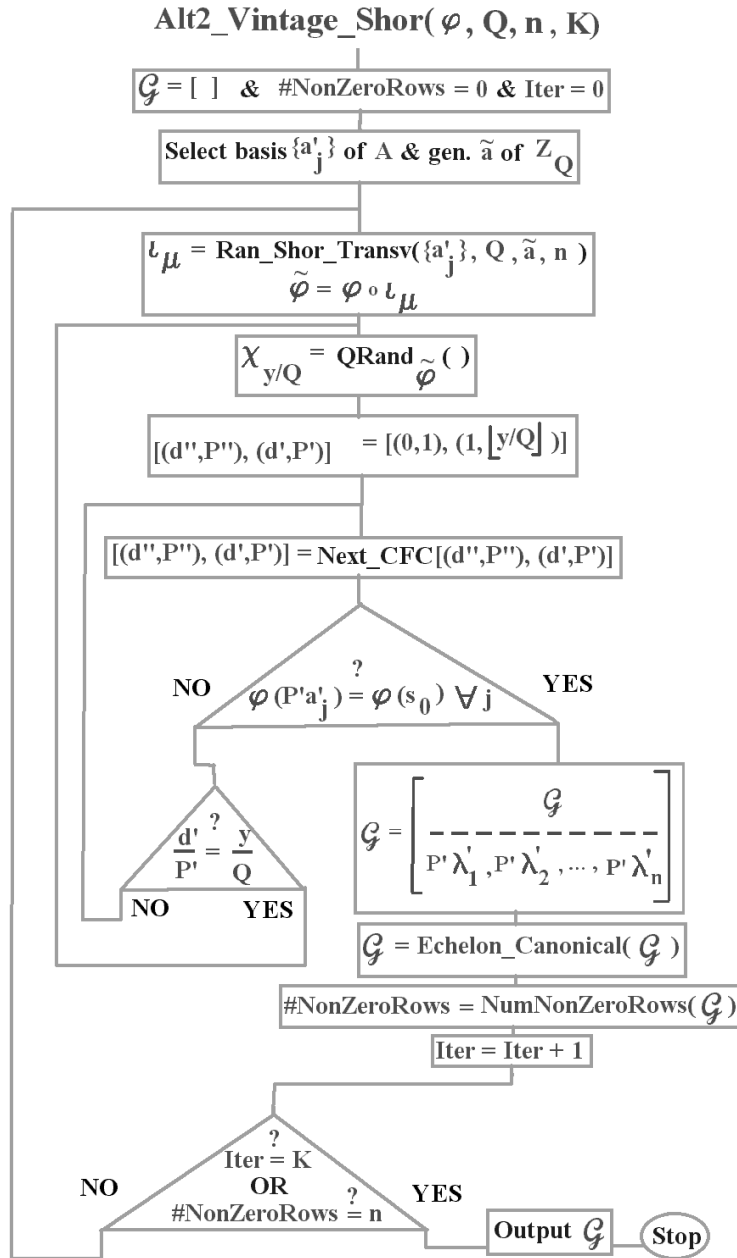 Alt2_Vintage_Shor( φ, Q, n, K)
𝒢 = [ ] & #NonZeroRows = 0 & Iter = 0
Select basis {a'_j} of A & gen. ã of Z_Q
ι_μ = Ran_Shor_Transv({a'_j}, Q, ã, n )
φ̃ = φ ∘ ι_μ
χ_y/Q = QRand_φ̃ ( )
[(d'',P''), (d',P')] = [(0,1), (1, ⌊y/Q⌋ )]
[(d'',P''), (d',P')] = Next_CFC[(d'',P''), (d',P')]
?
NO
YES
φ(P'a'_j) = φ(s_0) ∀ j
?
d'/P' = y/Q
NO YES
𝒢
𝒢 = [ – – – – – – – – – ]
P'λ'_1, P'λ'_2, ..., P'λ'_n
𝒢 = Echelon_Canonical( 𝒢 )
#NonZeroRows = NumNonZeroRows( 𝒢 )
Iter = Iter + 1
?
Iter = K
NO OR YES
?
#NonZeroRows = n
Output 𝒢
Stop